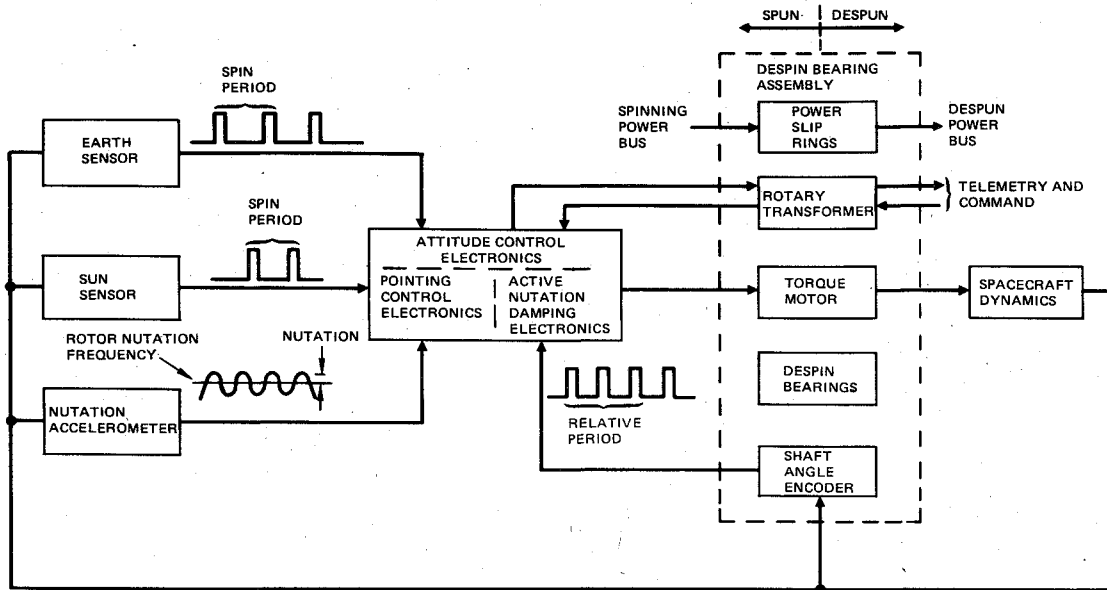 SPUN
DESPUN
DESPIN BEARING
ASSEMBLY
SPIN
PERIOD
EARTH
SENSOR
SPINNING
POWER
BUS
POWER
SLIP
RINGS
DESPUN
POWER
BUS
ROTARY
TRANSFORMER
TELEMETRY AND
COMMAND
SPIN
PERIOD
SUN
SENSOR
ATTITUDE CONTROL
ELECTRONICS
POINTING
CONTROL
ELECTRONICS
ACTIVE
NUTATION
DAMPING
ELECTRONICS
TORQUE
MOTOR
SPACECRAFT
DYNAMICS
ROTOR NUTATION
FREQUENCY
NUTATION
DESPIN
BEARINGS
NUTATION
ACCELEROMETER
RELATIVE
PERIOD
SHAFT
ANGLE
ENCODER